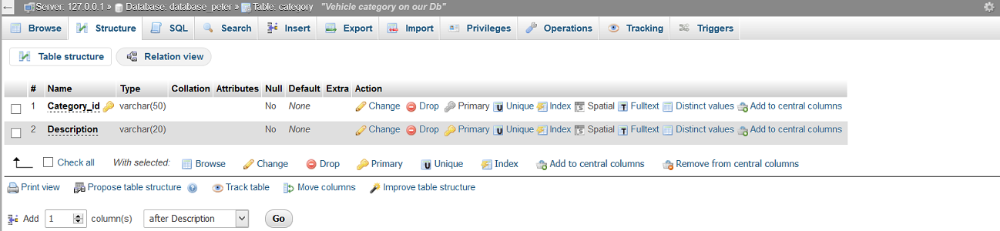 Server: 127.0.0.1 » Database: database_peter » Table: category "Vehicle category on our Db"
Browse Structure SQL Search Insert Export Import Privileges Operations Tracking Triggers
Table structure Relation view
# Name Type Collation Attributes Null Default Extra Action
1 Category_id varchar(50) No None Change Drop Primary Unique Index Spatial Fulltext Distinct values Add to central columns
2 Description varchar(20) No None Change Drop Primary Unique Index Spatial Fulltext Distinct values Add to central columns
Check all With selected: Browse Change Drop Primary Unique Index Add to central columns Remove from central columns
Print view Propose table structure Track table Move columns Improve table structure
Add 1 column(s) after Description Go